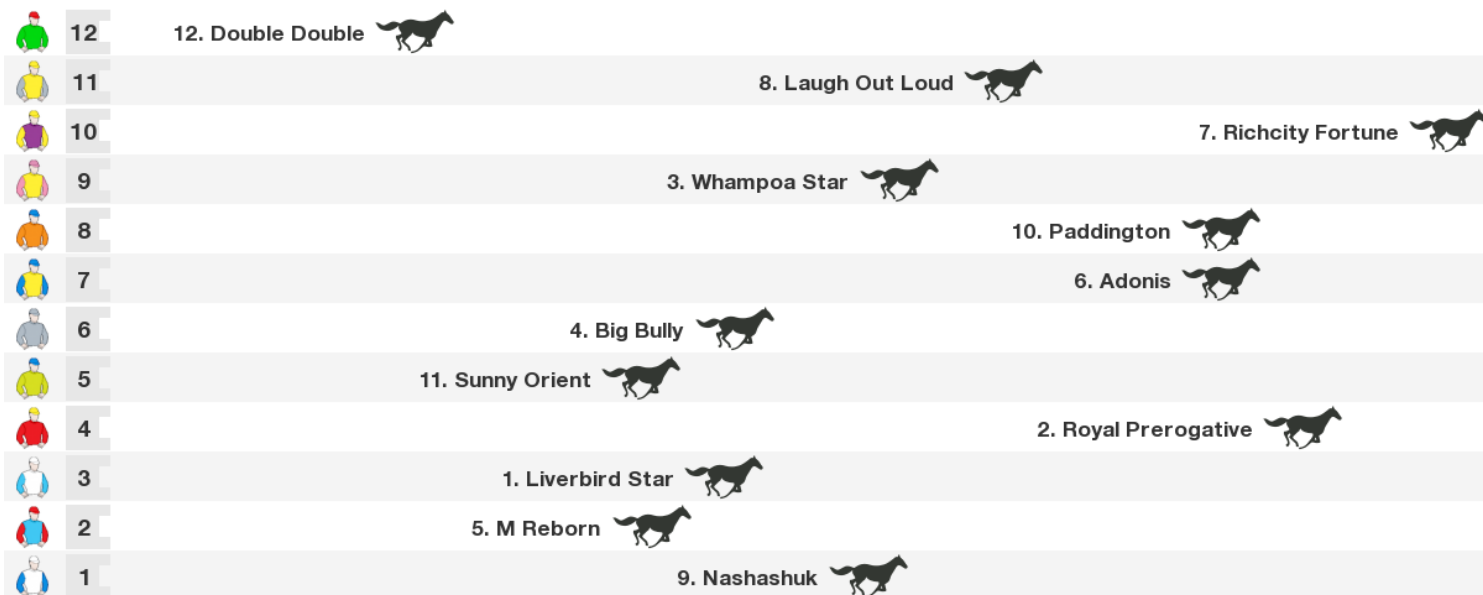 12 12. Double Double
11 8. Laugh Out Loud
10 7. Richcity Fortune
9 3. Whampoa Star
8 10. Paddington
7 6. Adonis
6 4. Big Bully
5 11. Sunny Orient
4 2. Royal Prerogative
3 1. Liverbird Star
2 5. M Reborn
1 9. Nashashuk